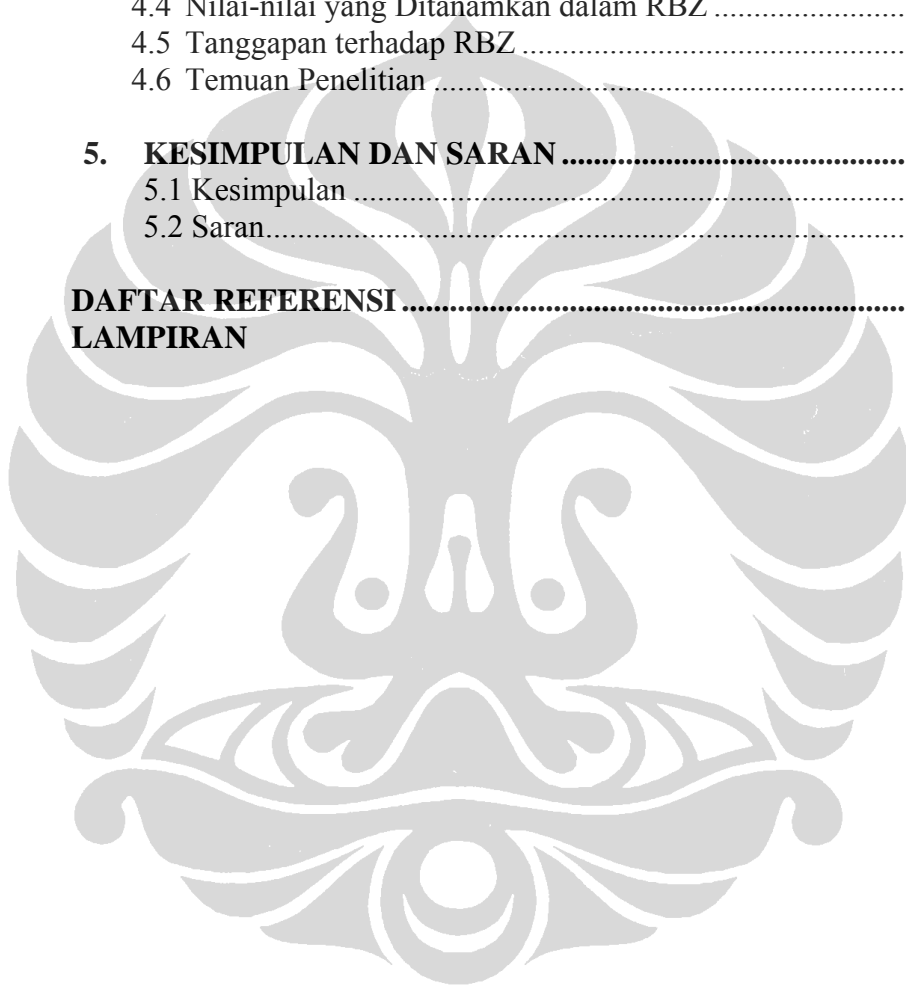 4.4 Nilai-nilai yang Ditanamkan dalam RBZ ........................
4.5 Tanggapan terhadap RBZ ................................................
4.6 Temuan Penelitian ...........................................................
5. KESIMPULAN DAN SARAN ...........................................
5.1 Kesimpulan ......................................................................
5.2 Saran.................................................................................
DAFTAR REFERENSI ...............................................................
LAMPIRAN